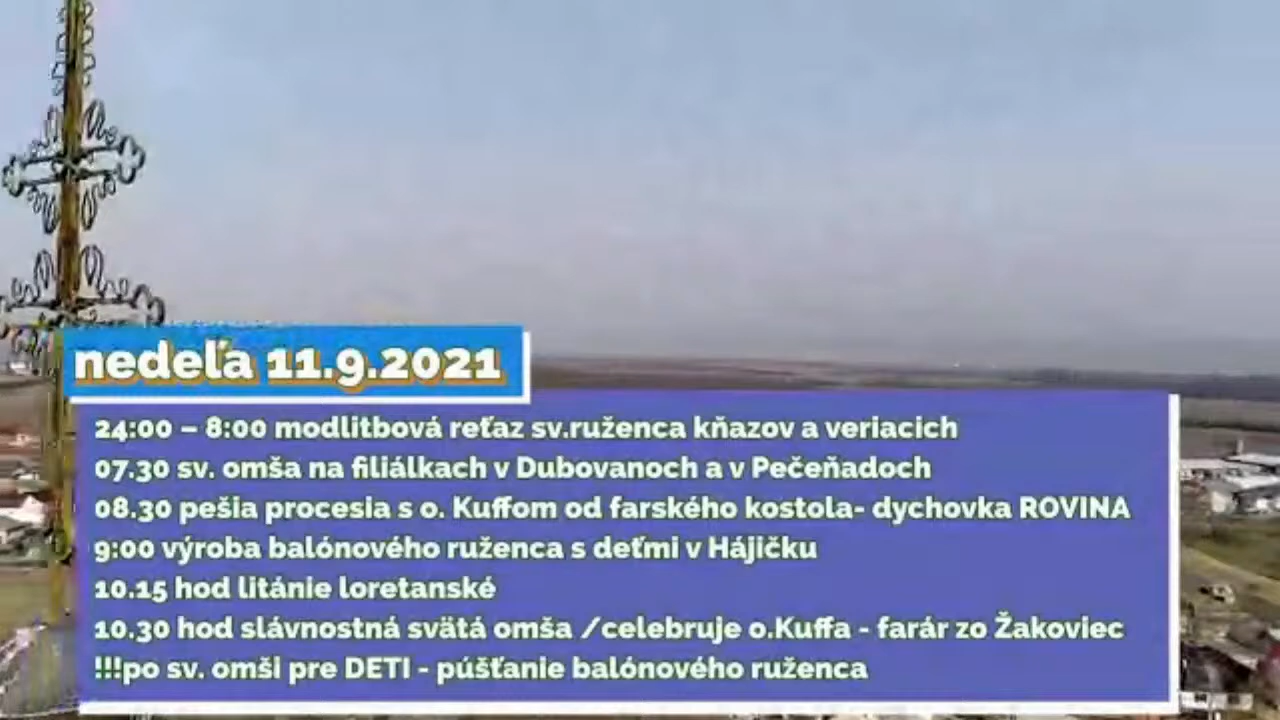 nedeľa 11.9.2021
24:00 – 8:00 modlitbová reťaz sv.ruženca kňazov a veriacich
07.30 sv. omša na filiálkach v Dubovanoch a v Pečeňadoch
08.30 pešia procesia s o. Kuffom od farského kostola- dychovka ROVINA
9:00 výroba balónového ruženca s deťmi v Hájičku
10.15 hod litánie loretanské
10.30 hod slávnostná svätá omša /celebruje o.Kuffa - farár zo Žakoviec
!!!po sv. omši pre DETI - púšťanie balónového ruženca